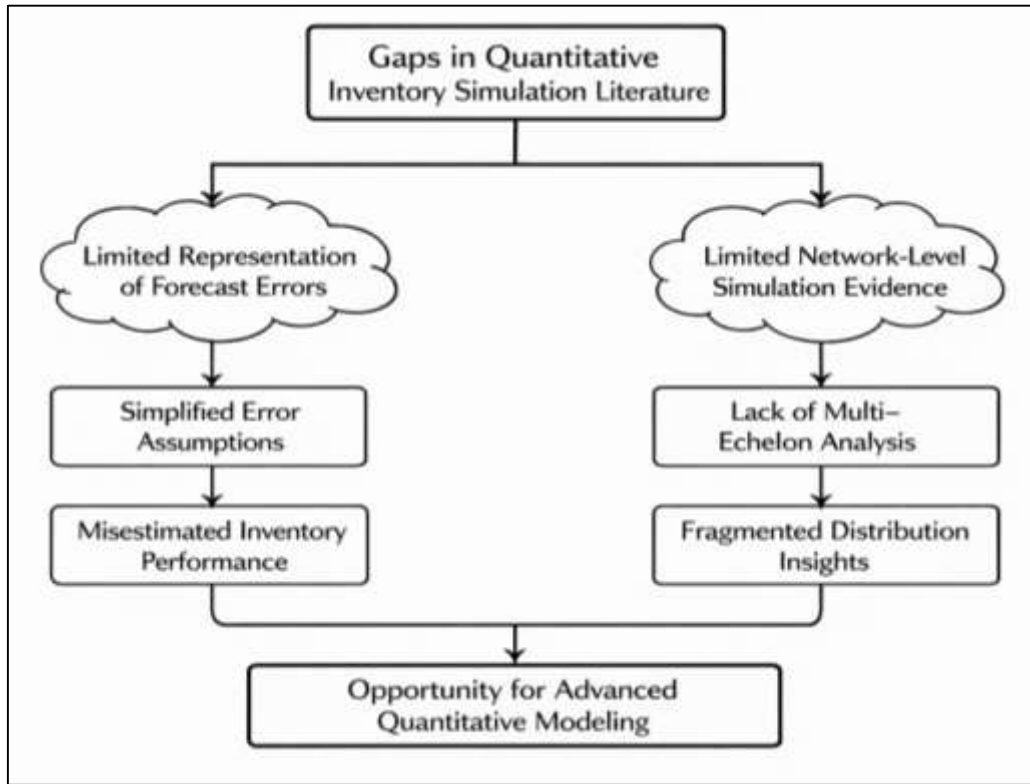 Gaps in Quantitative
Inventory Simulation Literature
Limited Representation
of Forecast Errors
Limited Network-Level
Simulation Evidence
Simplified Error
Assumptions
Lack of Multi–
Echelon Analysis
Misestimated Inventory
Performance
Fragmented Distribution
Insights
Opportunity for Advanced
Quantitative Modeling